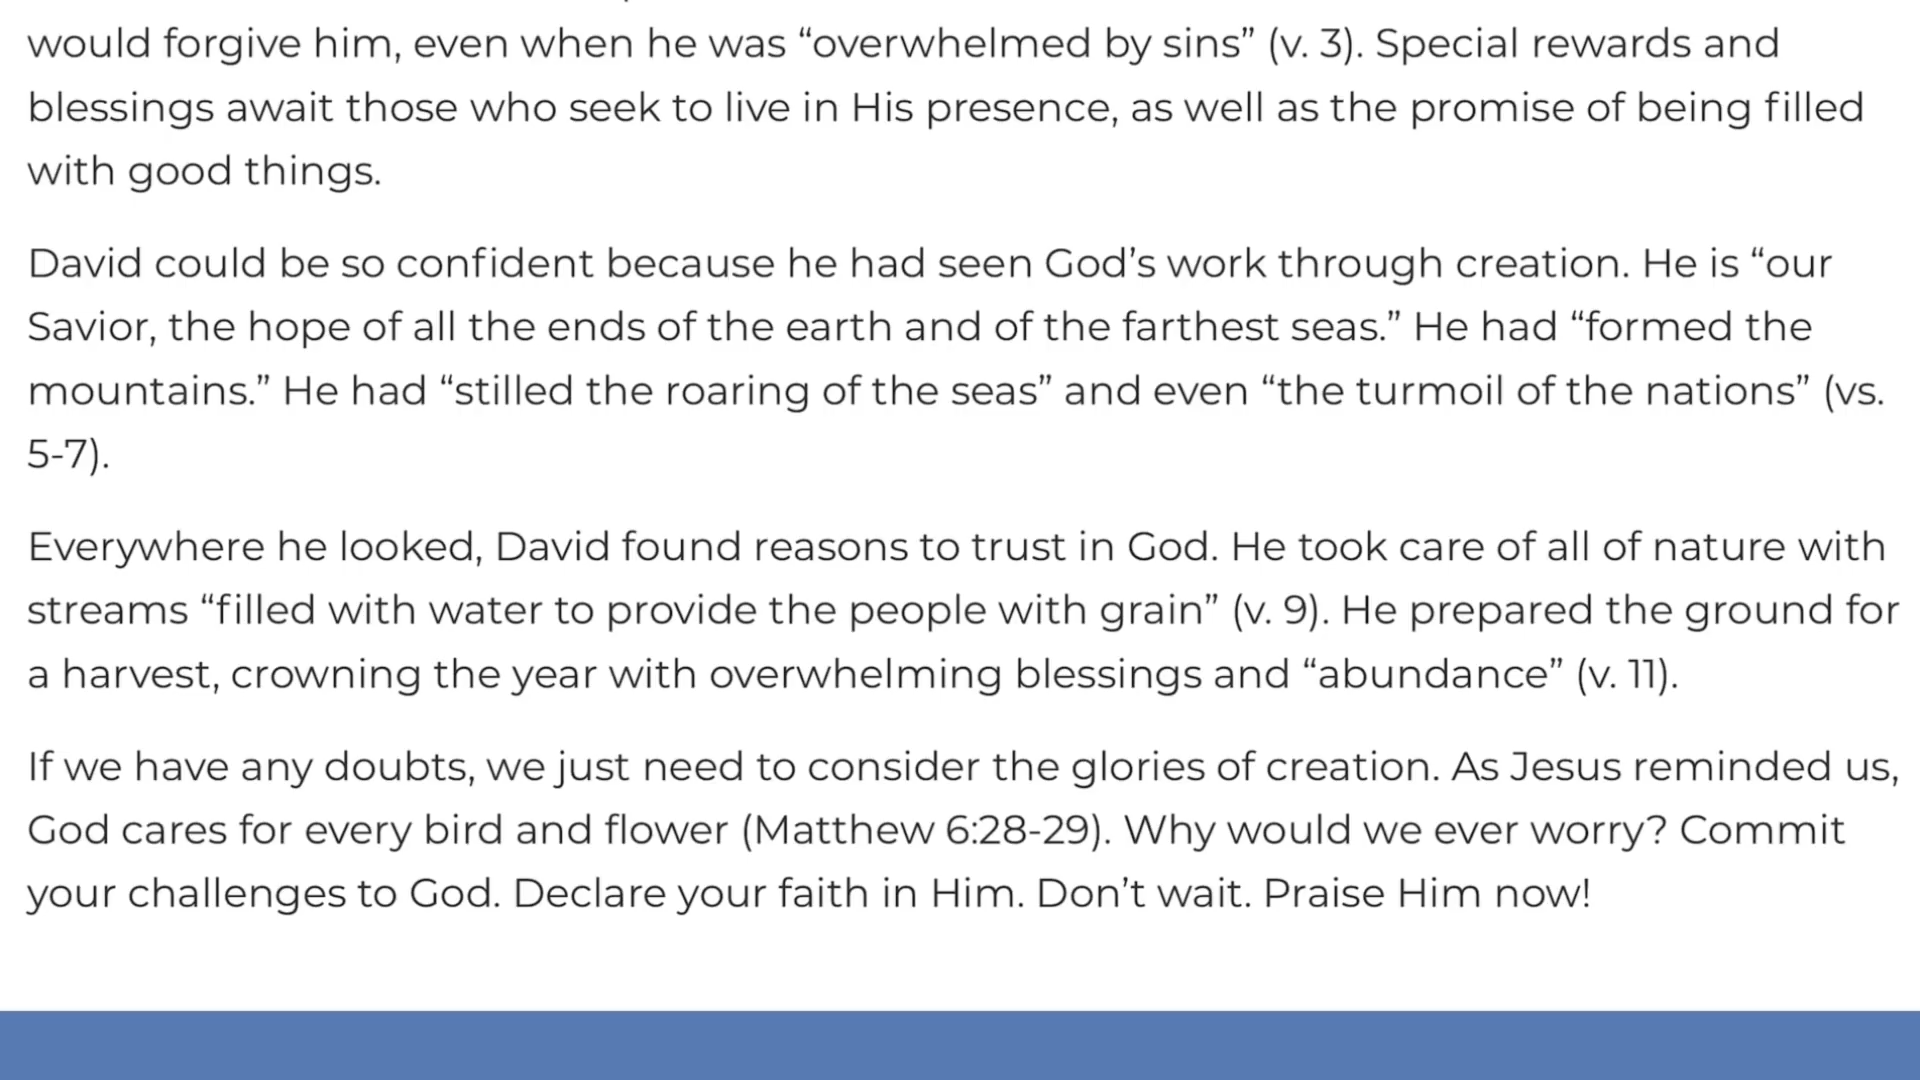 would forgive him, even when he was “overwhelmed by sins” (v. 3). Special rewards and
blessings await those who seek to live in His presence, as well as the promise of being filled
with good things.
David could be so confident because he had seen God’s work through creation. He is “our
Savior, the hope of all the ends of the earth and of the farthest seas.” He had “formed the
mountains.” He had “stilled the roaring of the seas” and even “the turmoil of the nations” (vs.
5-7).
Everywhere he looked, David found reasons to trust in God. He took care of all of nature with
streams “filled with water to provide the people with grain” (v. 9). He prepared the ground for
a harvest, crowning the year with overwhelming blessings and “abundance” (v. 11).
If we have any doubts, we just need to consider the glories of creation. As Jesus reminded us,
God cares for every bird and flower (Matthew 6:28-29). Why would we ever worry? Commit
your challenges to God. Declare your faith in Him. Don’t wait. Praise Him now!